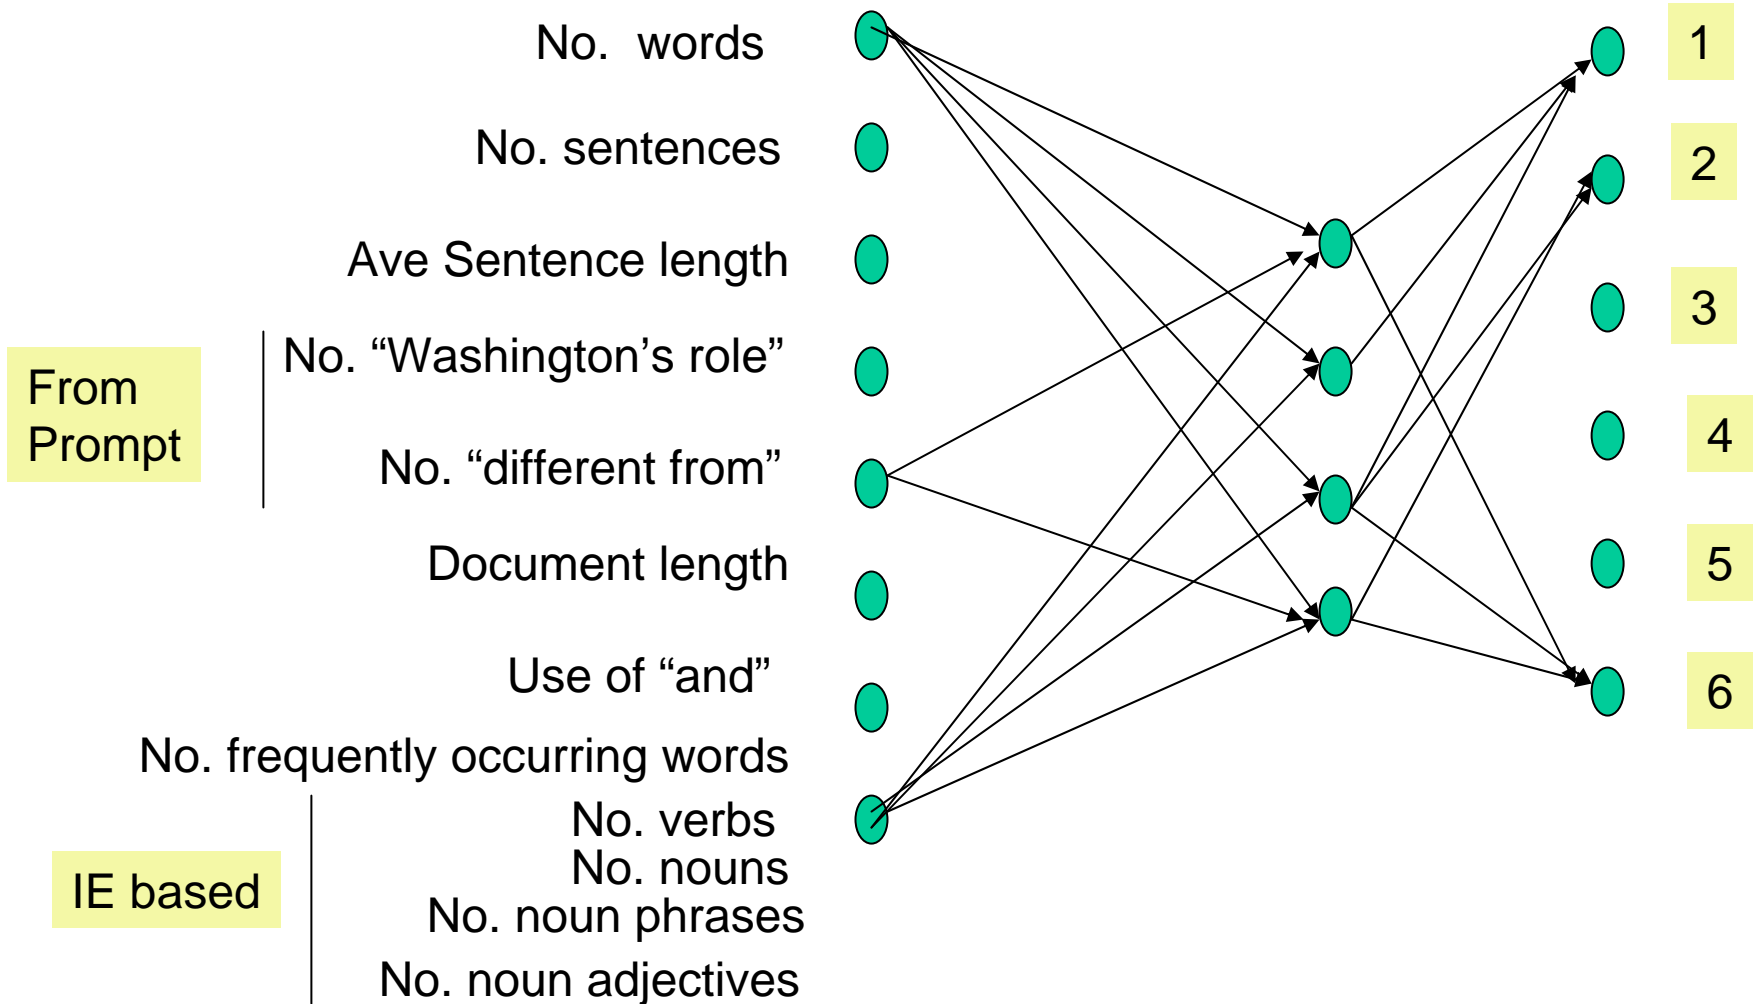 No. words
No. sentences
Ave Sentence length
From
Prompt
No. “Washington’s role”
No. “different from”
Document length
Use of “and”
No. frequently occurring words
IE based
No. verbs
No. nouns
No. noun phrases
No. noun adjectives
1
2
3
4
5
6